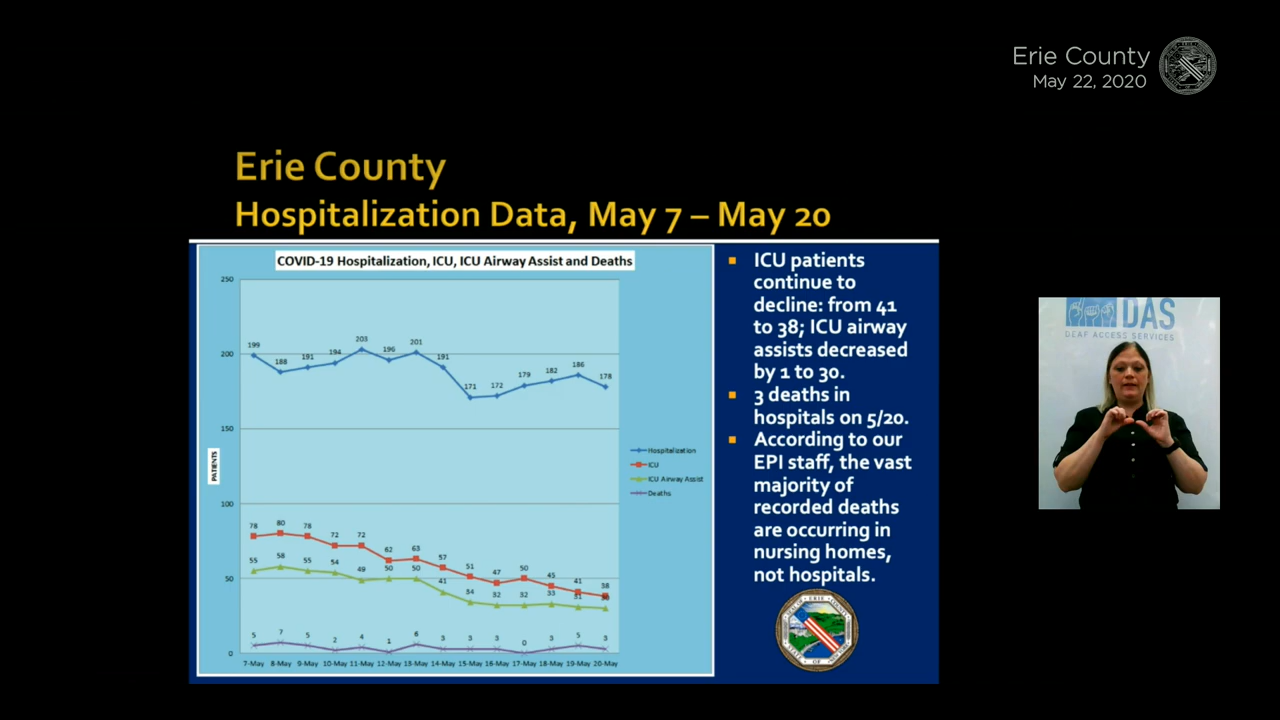 Erie County
May 22, 2020
Erie County
Hospitalization Data, May 7 – May 20
COVID-19 Hospitalization, ICU, ICU Airway Assist and Deaths
250
200
150
100
50
0
PATIENTS
199 188 191 194 203 196 201 191 171 172 179 182 186 178
78 80 78 72 72 62 63 57 51 47 50 45 41 38
55 58 55 54 49 50 50 41 34 32 32 33 31 30
5 7 5 2 4 1 6 3 3 3 0 3 5 3
7-May 8-May 9-May 10-May 11-May 12-May 13-May 14-May 15-May 16-May 17-May 18-May 19-May 20-May
Hospitalization
ICU
ICU Airway Assist
Deaths
ICU patients
continue to
decline: from 41
to 38; ICU airway
assists decreased
by 1 to 30.
3 deaths in
hospitals on 5/20.
According to our
EPI staff, the vast
majority of
recorded deaths
are occurring in
nursing homes,
not hospitals.
DAS
DEAF ACCESS SERVICES